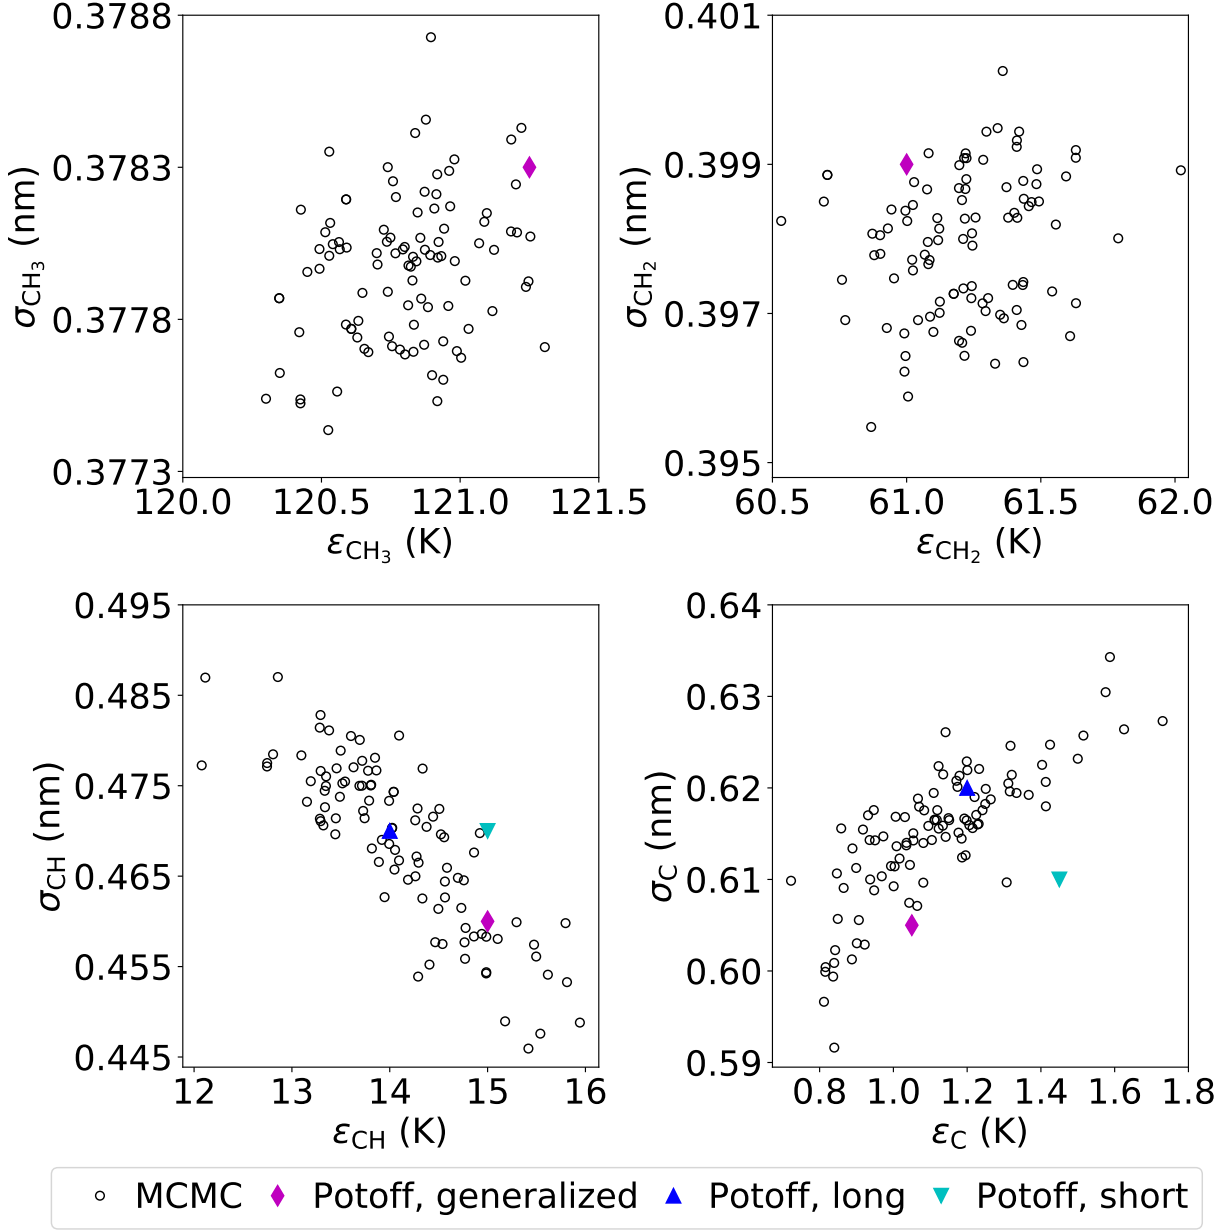 0.3788
0.3783
0.3778
0.3773
σCH3 (nm)
120.0 120.5 121.0 121.5
εCH3 (K)
0.401
0.399
0.397
0.395
σCH2 (nm)
60.5 61.0 61.5 62.0
εCH2 (K)
0.495
0.485
0.475
0.465
0.455
0.445
σCH (nm)
12 13 14 15 16
εCH (K)
0.64
0.63
0.62
0.61
0.60
0.59
σC (nm)
0.8 1.0 1.2 1.4 1.6 1.8
εC (K)
MCMC Potoff, generalized Potoff, long Potoff, short